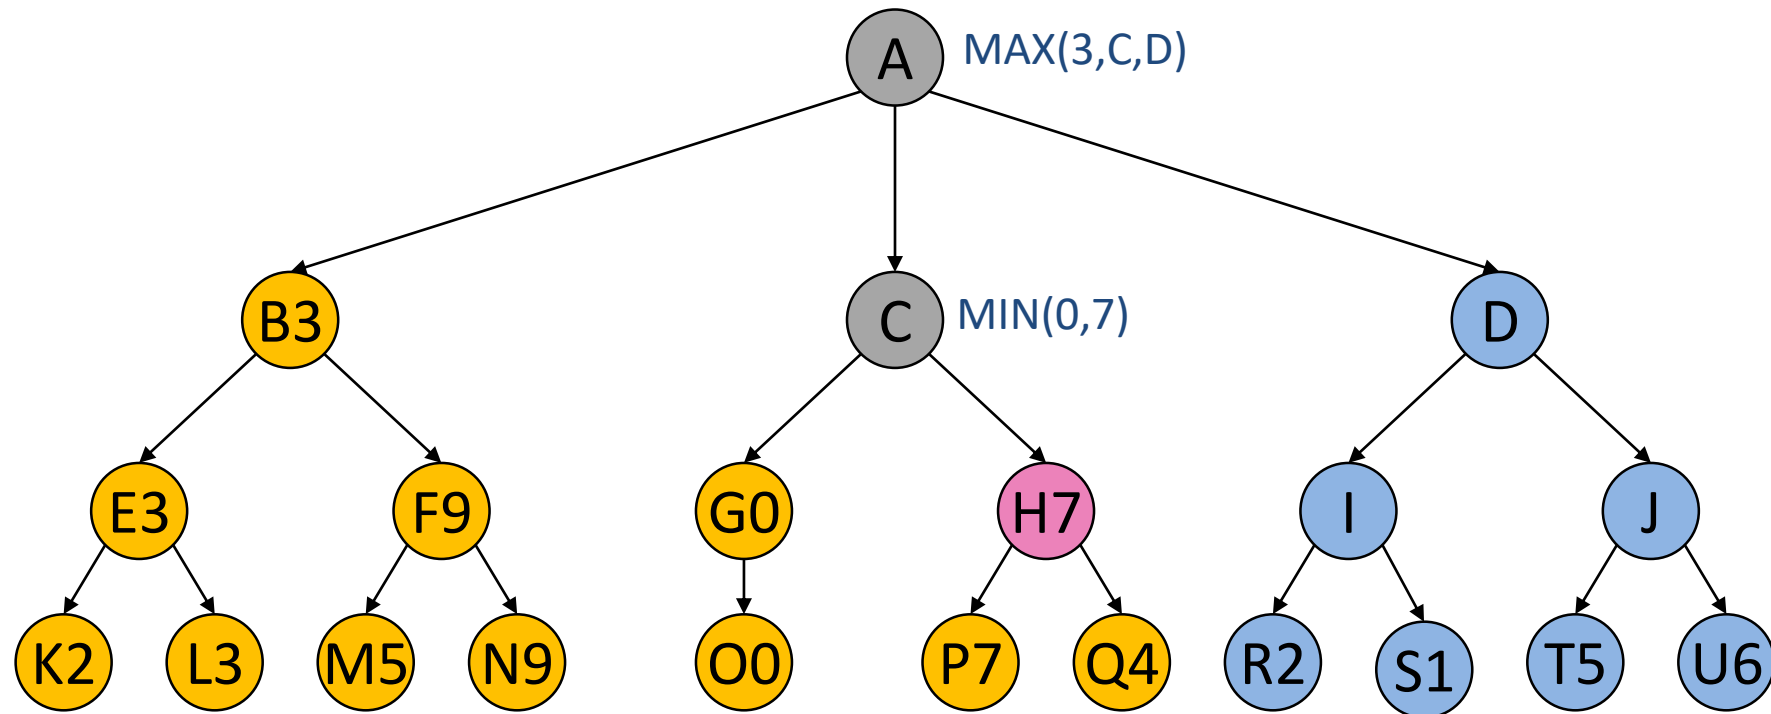 A MAX(3,C,D)
B3 C MIN(0,7) D
E3 F9 G0 H7 I J
K2 L3 M5 N9 O0 P7 Q4 R2 S1 T5 U6